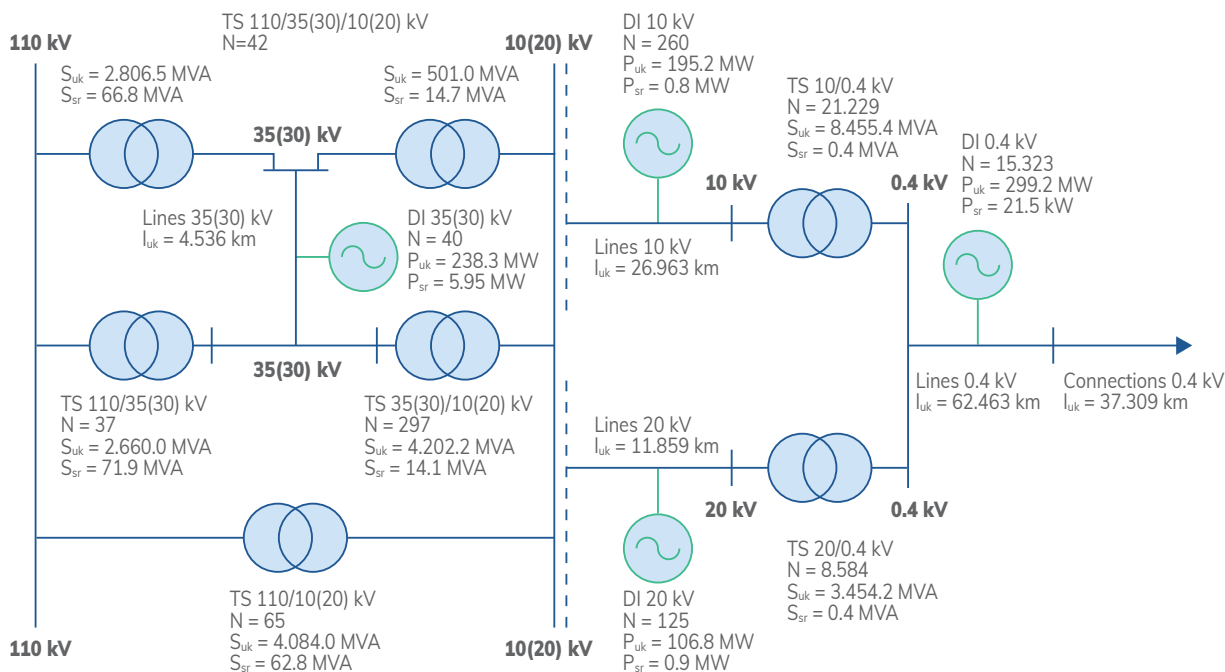 TS 110/35(30)/10(20) kV
N=42
110 kV
10(20) kV
S_uk = 2.806.5 MVA
S_sr = 66.8 MVA
S_uk = 501.0 MVA
S_sr = 14.7 MVA
35(30) kV
Lines 35(30) kV
I_uk = 4.536 km
DI 35(30) kV
N = 40
P_uk = 238.3 MW
P_sr = 5.95 MW
35(30) kV
TS 110/35(30) kV
N = 37
S_uk = 2.660.0 MVA
S_sr = 71.9 MVA
TS 35(30)/10(20) kV
N = 297
S_uk = 4.202.2 MVA
S_sr = 14.1 MVA
TS 110/10(20) kV
N = 65
S_uk = 4.084.0 MVA
S_sr = 62.8 MVA
110 kV
10(20) kV
DI 10 kV
N = 260
P_uk = 195.2 MW
P_sr = 0.8 MW
TS 10/0.4 kV
N = 21.229
S_uk = 8.455.4 MVA
S_sr = 0.4 MVA
10 kV
0.4 kV
Lines 10 kV
I_uk = 26.963 km
DI 0.4 kV
N = 15.323
P_uk = 299.2 MW
P_sr = 21.5 kW
Lines 0.4 kV
I_uk = 62.463 km
Connections 0.4 kV
I_uk = 37.309 km
Lines 20 kV
I_uk = 11.859 km
20 kV
0.4 kV
DI 20 kV
N = 125
P_uk = 106.8 MW
P_sr = 0.9 MW
TS 20/0.4 kV
N = 8.584
S_uk = 3.454.2 MVA
S_sr = 0.4 MVA